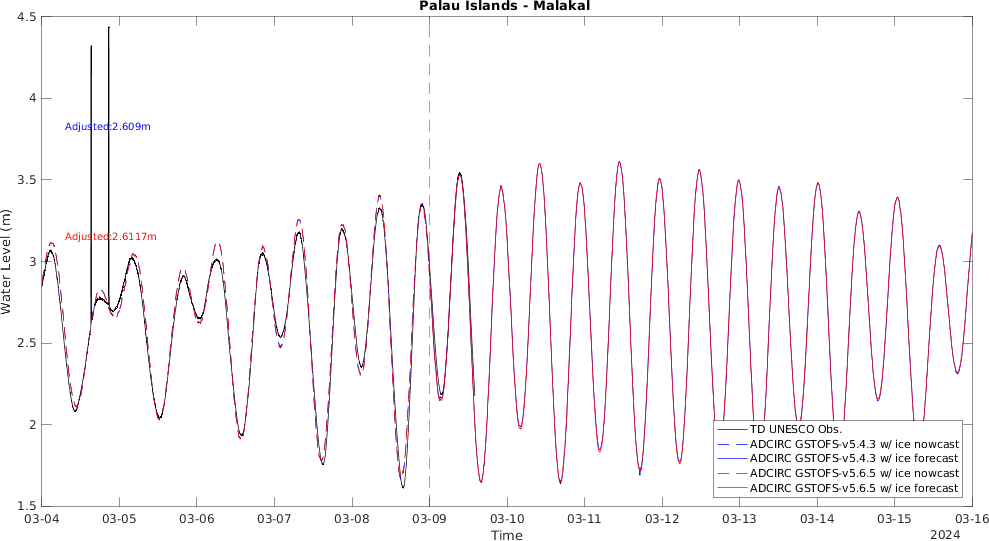 Palau Islands - Malakal
4.5
4
3.5
3
2.5
2
1.5
Water Level (m)
Adjusted:2.609m
Adjusted:2.6117m
TD UNESCO Obs.
ADCIRC GSTOFS-v5.4.3 w/ ice nowcast
ADCIRC GSTOFS-v5.4.3 w/ ice forecast
ADCIRC GSTOFS-v5.6.5 w/ ice nowcast
ADCIRC GSTOFS-v5.6.5 w/ ice forecast
03-04 03-05 03-06 03-07 03-08 03-09 03-10 03-11 03-12 03-13 03-14 03-15 03-16
Time
2024